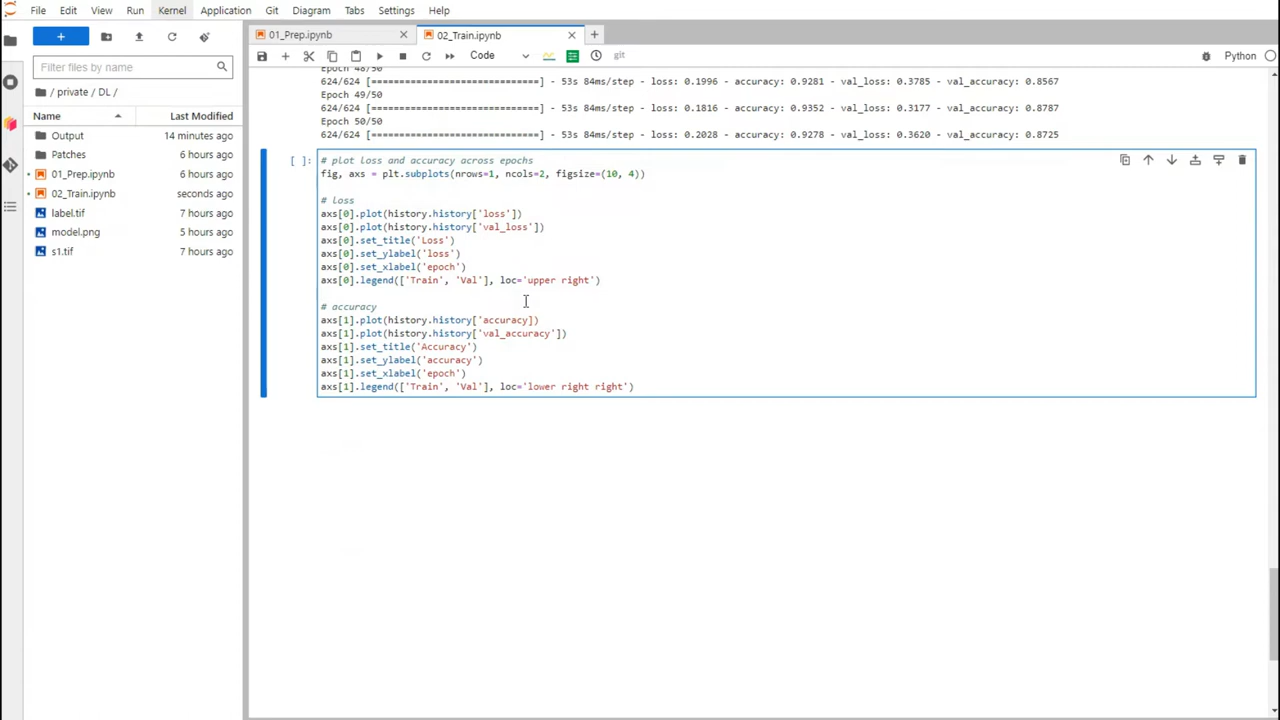 File Edit View Run Kernel Application Git Diagram Tabs Settings Help
01_Prep.ipynb
02_Train.ipynb
Code
git
Python
Filter files by name
/ private / DL /
Name Last Modified
Output 14 minutes ago
Patches 6 hours ago
01_Prep.ipynb 6 hours ago
02_Train.ipynb seconds ago
label.tif 7 hours ago
model.png 5 hours ago
s1.tif 7 hours ago
Epoch 48/50
624/624 [==============================] - 53s 84ms/step - loss: 0.1996 - accuracy: 0.9281 - val_loss: 0.3785 - val_accuracy: 0.8567
Epoch 49/50
624/624 [==============================] - 53s 84ms/step - loss: 0.1816 - accuracy: 0.9352 - val_loss: 0.3177 - val_accuracy: 0.8787
Epoch 50/50
624/624 [==============================] - 53s 84ms/step - loss: 0.2028 - accuracy: 0.9278 - val_loss: 0.3620 - val_accuracy: 0.8725
[ ]:
# plot loss and accuracy across epochs
fig, axs = plt.subplots(nrows=1, ncols=2, figsize=(10, 4))
# loss
axs[0].plot(history.history['loss'])
axs[0].plot(history.history['val_loss'])
axs[0].set_title('Loss')
axs[0].set_ylabel('loss')
axs[0].set_xlabel('epoch')
axs[0].legend(['Train', 'Val'], loc='upper right')
# accuracy
axs[1].plot(history.history['accuracy])
axs[1].plot(history.history['val_accuracy'])
axs[1].set_title('Accuracy')
axs[1].set_ylabel('accuracy')
axs[1].set_xlabel('epoch')
axs[1].legend(['Train', 'Val'], loc='lower right right')